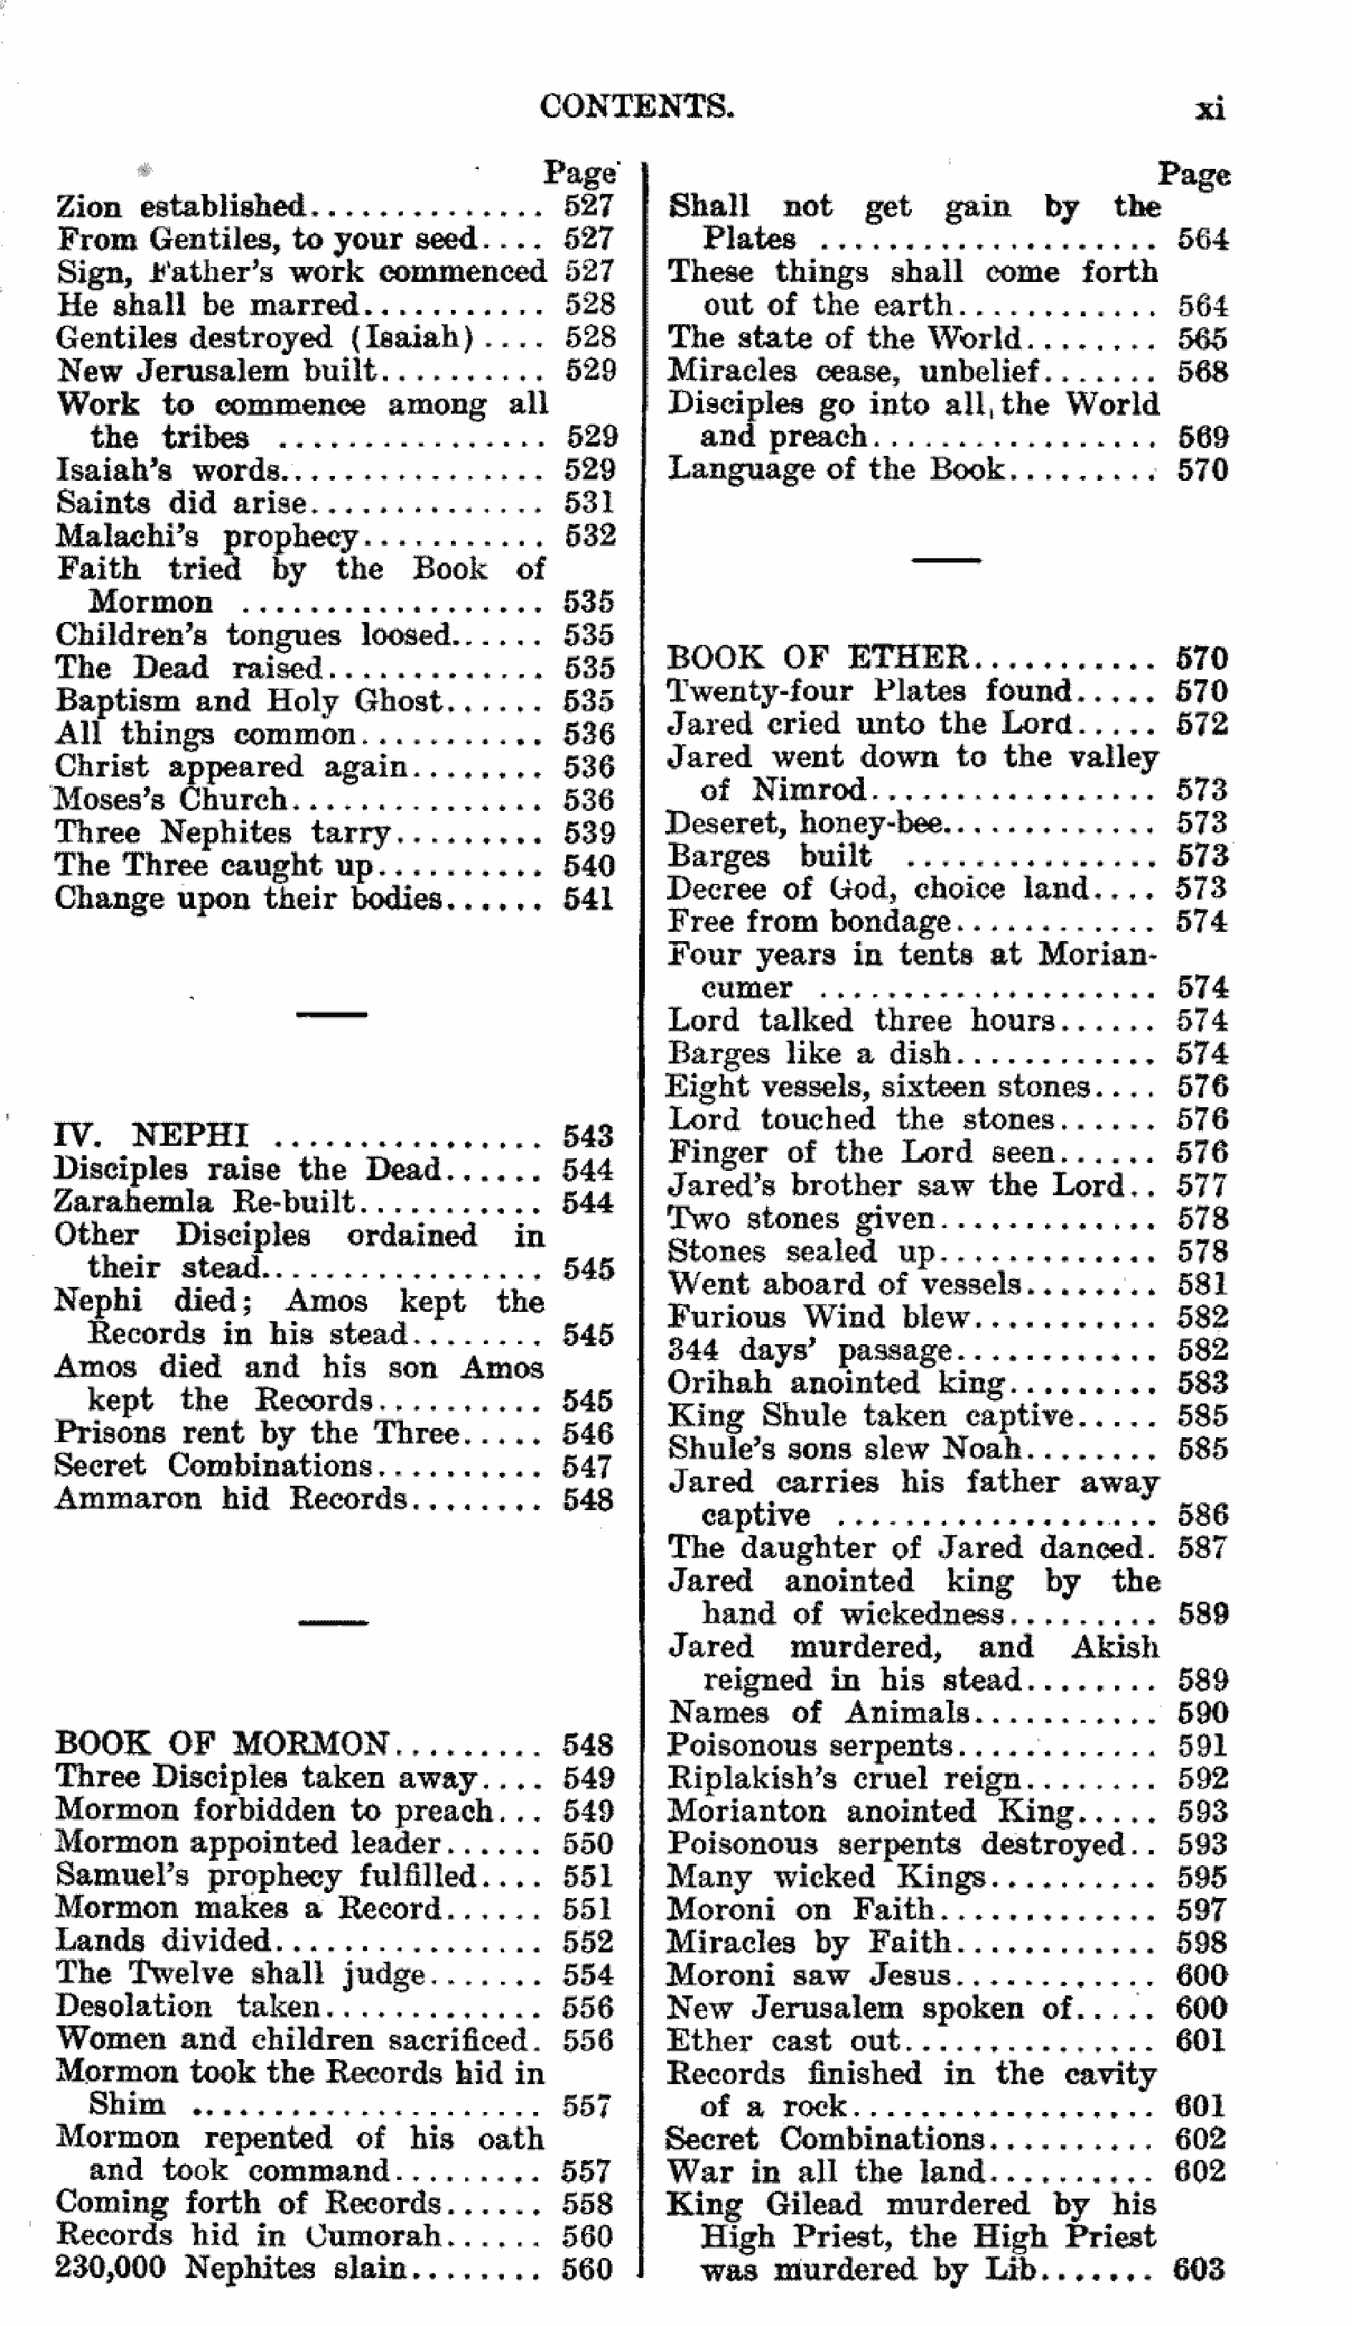 CONTENTS. xi
Page
Zion established.............. 527
From Gentiles, to your seed.... 527
Sign, Father's work commenced 527
He shall be marred........... 528
Gentiles destroyed (Isaiah).... 528
New Jerusalem built.......... 529
Work to commence among all
the tribes ................ 529
Isaiah's words................ 529
Saints did arise.............. 531
Malachi's prophecy........... 532
Faith tried by the Book of
Mormon .................. 535
Children's tongues loosed...... 535
The Dead raised............. 535
Baptism and Holy Ghost...... 535
All things common........... 536
Christ appeared again........ 536
Moses's Church............... 536
Three Nephites tarry......... 539
The Three caught up.......... 540
Change upon their bodies...... 541
IV. NEPHI ................ 543
Disciples raise the Dead...... 544
Zarahemla Re-built........... 544
Other Disciples ordained in
their stead................. 545
Nephi died; Amos kept the
Records in his stead........ 545
Amos died and his son Amos
kept the Records.......... 545
Prisons rent by the Three..... 546
Secret Combinations.......... 547
Ammaron hid Records........ 548
BOOK OF MORMON......... 548
Three Disciples taken away.... 549
Mormon forbidden to preach... 549
Mormon appointed leader...... 550
Samuel's prophecy fulfilled.... 551
Mormon makes a Record...... 551
Lands divided................ 552
The Twelve shall judge....... 554
Desolation taken............. 556
Women and children sacrificed. 556
Mormon took the Records hid in
Shim ..................... 557
Mormon repented of his oath
and took command......... 557
Coming forth of Records...... 558
Records hid in Cumorah...... 560
230,000 Nephites slain........ 560
Page
Shall not get gain by the
Plates .................... 564
These things shall come forth
out of the earth............ 564
The state of the World........ 565
Miracles cease, unbelief....... 568
Disciples go into all, the World
and preach................. 569
Language of the Book......... 570
BOOK OF ETHER........... 570
Twenty-four Plates found..... 570
Jared cried unto the Lord..... 572
Jared went down to the valley
of Nimrod................. 573
Deseret, honey-bee............. 573
Barges built ............... 573
Decree of God, choice land.... 573
Free from bondage............ 574
Four years in tents at Morian-
cumer .................... 574
Lord talked three hours...... 574
Barges like a dish............ 574
Eight vessels, sixteen stones.... 576
Lord touched the stones...... 576
Finger of the Lord seen...... 576
Jared's brother saw the Lord.. 577
Two stones given............. 578
Stones sealed up............. 578
Went aboard of vessels........ 581
Furious Wind blew........... 582
344 days' passage............ 582
Orihah anointed king......... 583
King Shule taken captive..... 585
Shule's sons slew Noah........ 585
Jared carries his father away
captive ................... 586
The daughter of Jared danced. 587
Jared anointed king by the
hand of wickedness......... 589
Jared murdered, and Akish
reigned in his stead........ 589
Names of Animals........... 590
Poisonous serpents............ 591
Riplakish's cruel reign........ 592
Morianton anointed King..... 593
Poisonous serpents destroyed.. 593
Many wicked Kings.......... 595
Moroni on Faith............. 597
Miracles by Faith............ 598
Moroni saw Jesus............ 600
New Jerusalem spoken of..... 600
Ether cast out............... 601
Records finished in the cavity
of a rock.................. 601
Secret Combinations.......... 602
War in all the land.......... 602
King Gilead murdered by his
High Priest, the High Priest
was murdered by Lib....... 603